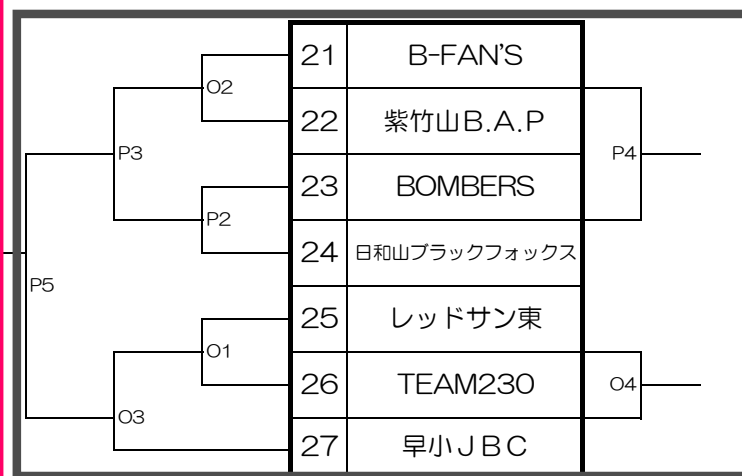 21 B-FAN'S
O2
22 紫竹山B.A.P
P3 P4
23 BOMBERS
P2
24 日和山ブラックフォックス
P5
25 レッドサン東
O1
26 TEAM230 O4
O3
27 早小JBC